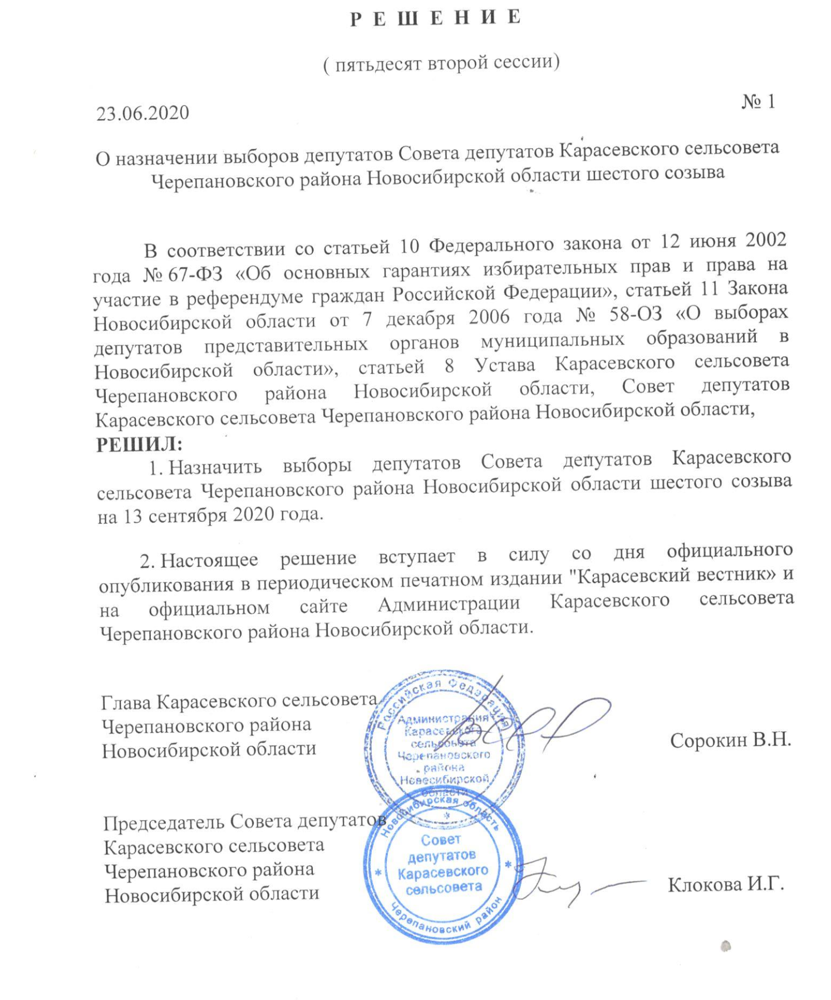 Р Е Ш Е Н И Е
( пятьдесят второй сессии)
23.06.2020
№ 1
О назначении выборов депутатов Совета депутатов Карасевского сельсовета
Черепановского района Новосибирской области шестого созыва
В соответствии со статьей 10 Федерального закона от 12 июня 2002
года № 67-ФЗ «Об основных гарантиях избирательных прав и права на
участие в референдуме граждан Российской Федерации», статьей 11 Закона
Новосибирской области от 7 декабря 2006 года № 58-ОЗ «О выборах
депутатов представительных органов муниципальных образований в
Новосибирской области», статьей 8 Устава Карасевского сельсовета
Черепановского района Новосибирской области, Совет депутатов
Карасевского сельсовета Черепановского района Новосибирской области,
РЕШИЛ:
1. Назначить выборы депутатов Совета депутатов Карасевского
сельсовета Черепановского района Новосибирской области шестого созыва
на 13 сентября 2020 года.
2. Настоящее решение вступает в силу со дня официального
опубликования в периодическом печатном издании "Карасевский вестник» и
на официальном сайте Администрации Карасевского сельсовета
Черепановского района Новосибирской области.
Глава Карасевского сельсовета
Черепановского района
Новосибирской области
Сорокин В.Н.
Российская Федерация
Администрация
Карасевского
сельсовета
Черепановского
района
Новосибирской
области
Председатель Совета депутатов
Карасевского сельсовета
Черепановского района
Новосибирской области
Клокова И.Г.
Новосибирская область
Совет
депутатов
Карасевского
сельсовета
Черепановский район